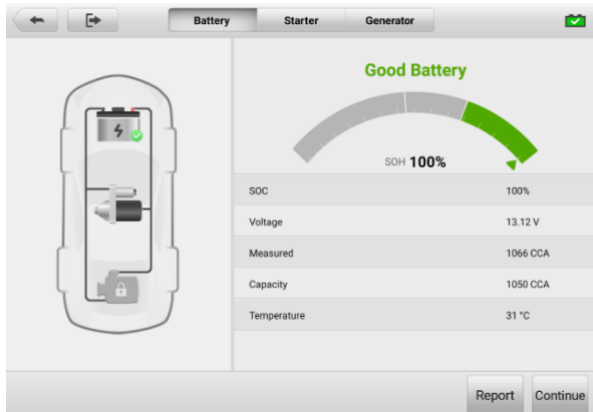 Battery Starter Generator
Good Battery
SOH 100%
SOC 100%
Voltage 13.12 V
Measured 1066 CCA
Capacity 1050 CCA
Temperature 31 °C
Report Continue